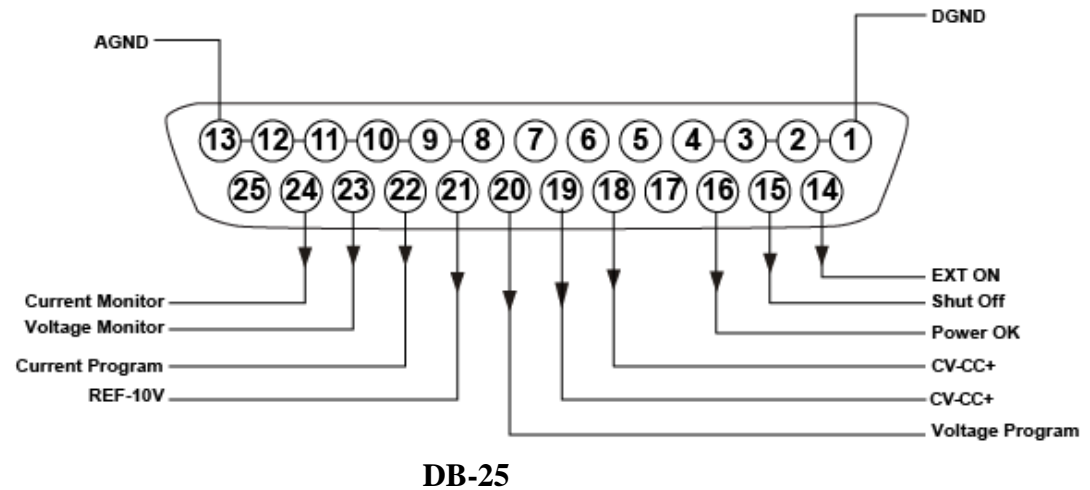 DGND
AGND
13 12 11 10 9 8 7 6 5 4 3 2 1
25 24 23 22 21 20 19 18 17 16 15 14
EXT ON
Current Monitor
Shut Off
Voltage Monitor
Power OK
Current Program
CV-CC+
REF-10V
CV-CC+
Voltage Program
DB-25